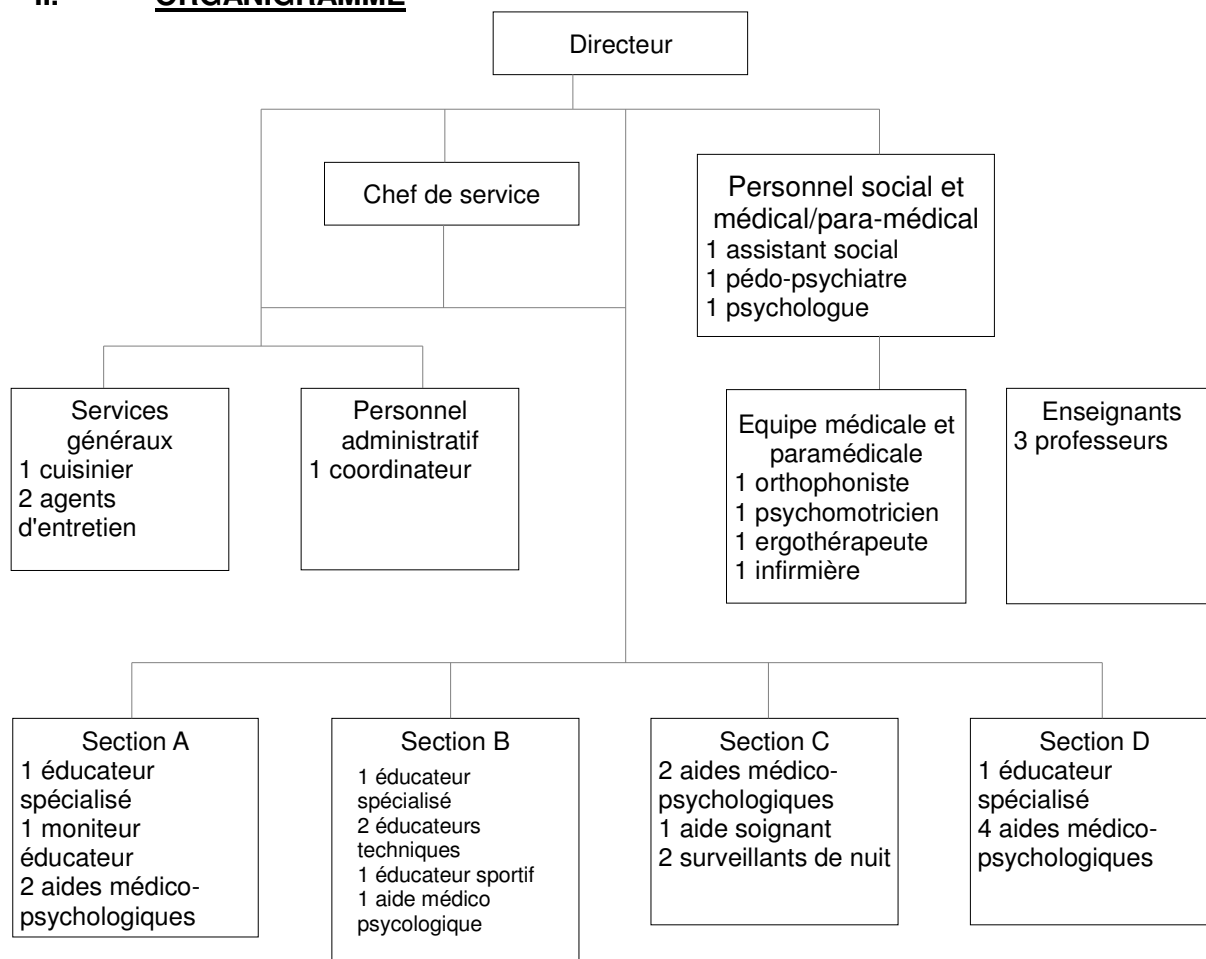 II. ORGANIGRAMME
Directeur
Chef de service
Personnel social et
médical/para-médical
1 assistant social
1 pédo-psychiatre
1 psychologue
Services
généraux
1 cuisinier
2 agents
d'entretien
Personnel
administratif
1 coordinateur
Equipe médicale et
paramédicale
1 orthophoniste
1 psychomotricien
1 ergothérapeute
1 infirmière
Enseignants
3 professeurs
Section A
1 éducateur
spécialisé
1 moniteur
éducateur
2 aides médico-
psychologiques
Section B
1 éducateur
spécialisé
2 éducateurs
techniques
1 éducateur sportif
1 aide médico
psycologique
Section C
2 aides médico-
psychologiques
1 aide soignant
2 surveillants de nuit
Section D
1 éducateur
spécialisé
4 aides médico-
psychologiques